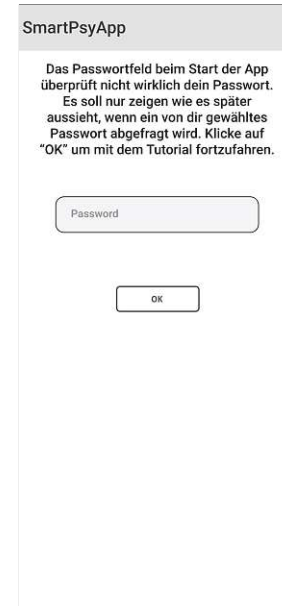 SmartPsyApp
Das Passwortfeld beim Start der App
überprüft nicht wirklich dein Passwort.
Es soll nur zeigen wie es später
aussieht, wenn ein von dir gewähltes
Passwort abgefragt wird. Klicke auf
“OK” um mit dem Tutorial fortzufahren.
Password
OK